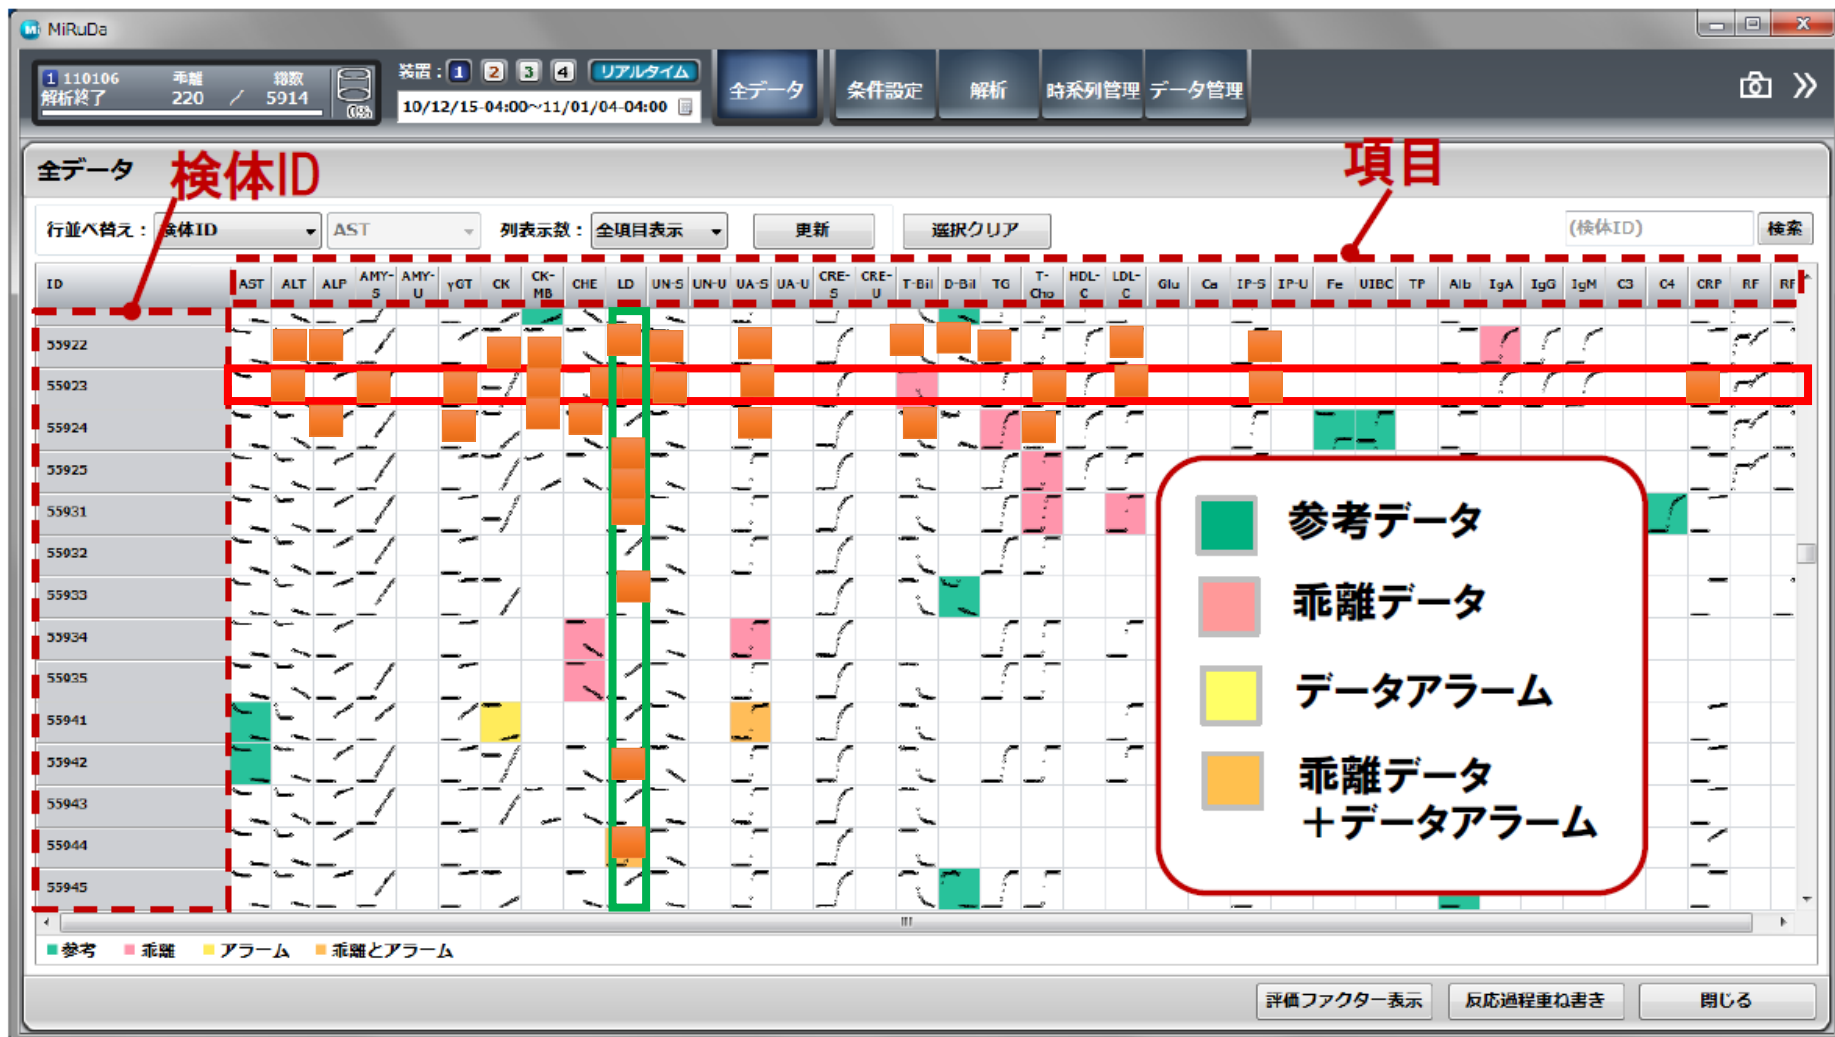 MiRuDa
1 110106 乖離 総数
解析終了 220 / 5914
装置： 1 2 3 4 リアルタイム
10/12/15-04:00～11/01/04-04:00
全データ 条件設定 解析 時系列管理 データ管理
全データ
検体ID
項目
行並べ替え： 検体ID AST 列表示数： 全項目表示 更新 選択クリア (検体ID) 検索
ID AST ALT ALP AMY-S AMY-U γGT CK CK-MB CHE LD UN-S UN-U UA-S UA-U CRE-S CRE-U T-Bil D-Bil TG T-Cho HDL-C LDL-C Glu Ca IP-S IP-U Fe UIBC TP Alb IgA IgG IgM C3 C4 CRP RF RF
55922
55023
55924
55925
55931
55032
55933
55934
55035
55941
55942
55943
55044
55945
参考データ
乖離データ
データアラーム
乖離データ
＋データアラーム
参考 乖離 アラーム 乖離とアラーム
評価ファクター表示 反応過程重ね書き 閉じる